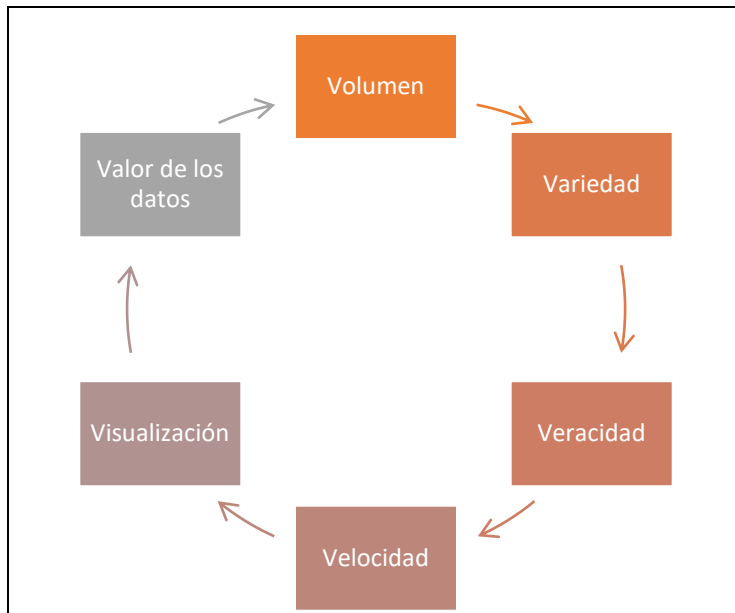 Volumen
Variedad
Veracidad
Velocidad
Visualización
Valor de los
datos